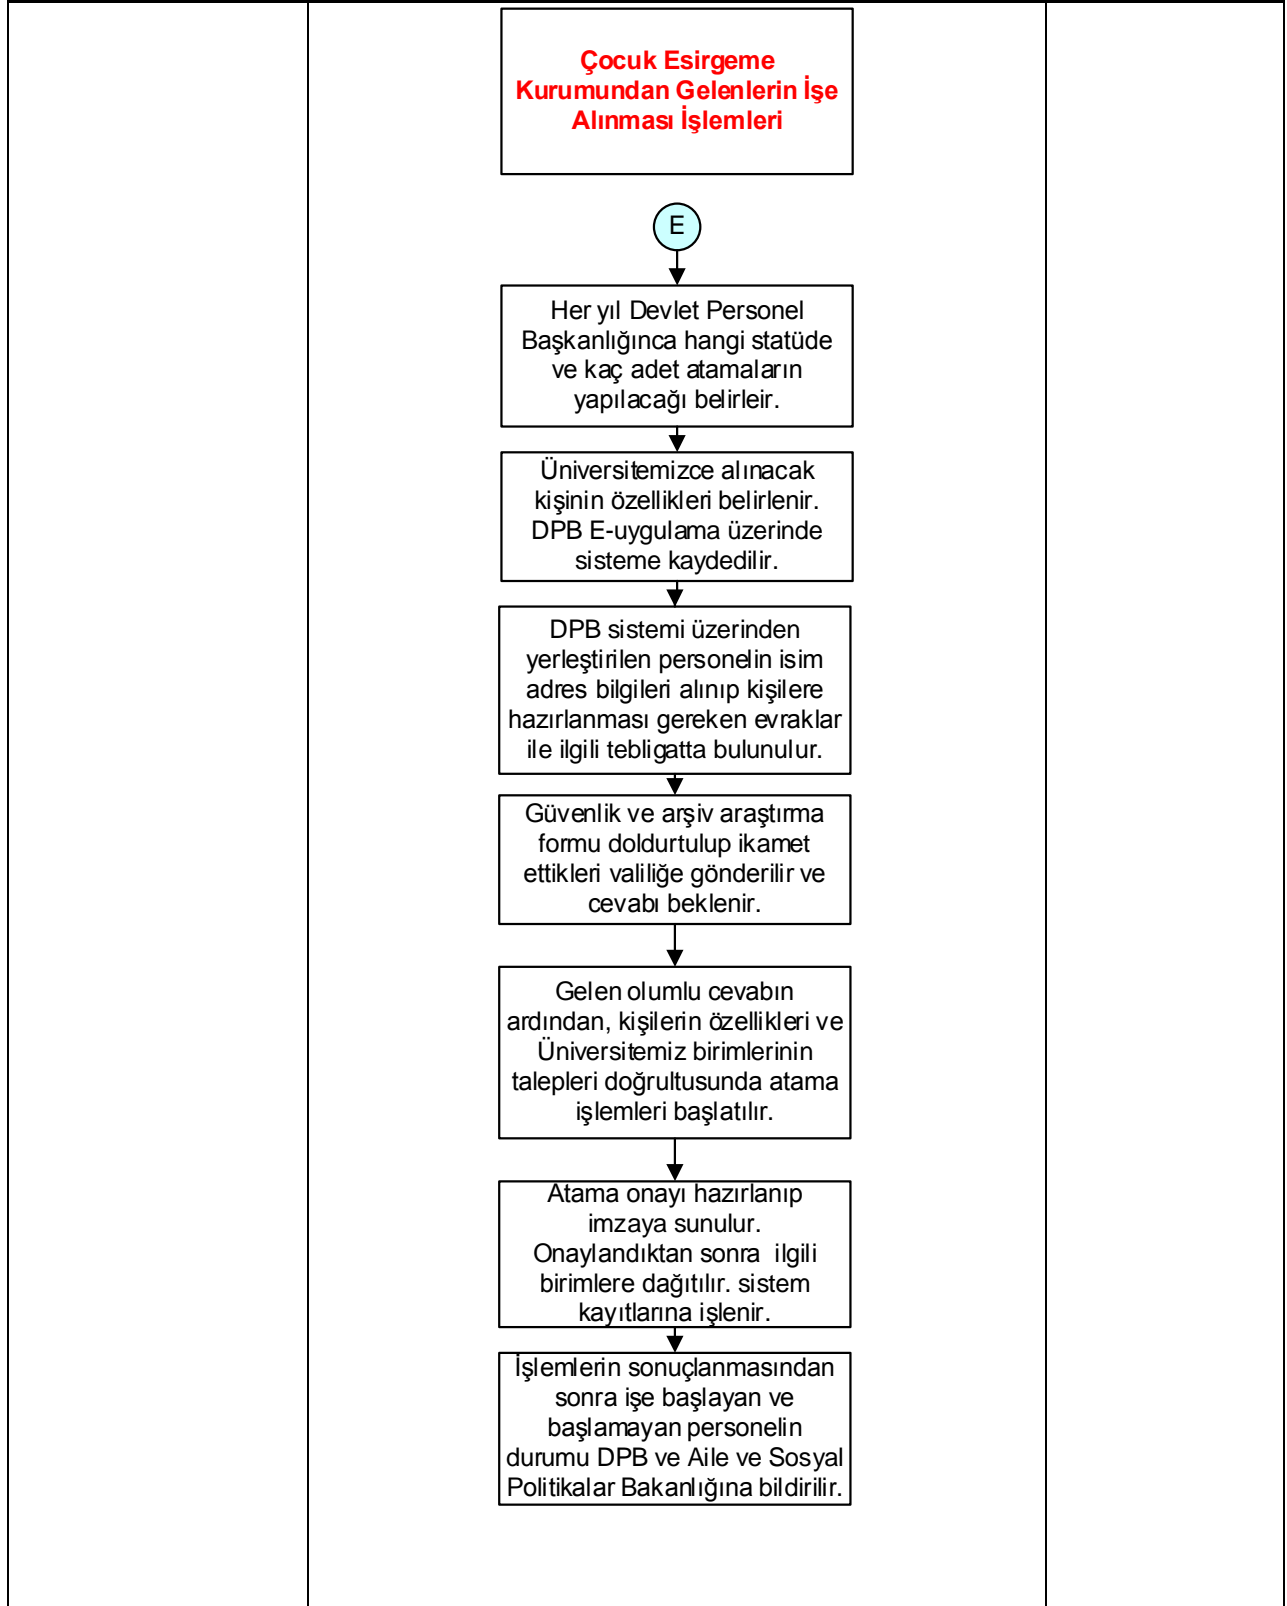 Çocuk Esirgeme
Kurumundan Gelenlerin İşe
Alınması İşlemleri
E
Her yıl Devlet Personel
Başkanlığınca hangi statüde
ve kaç adet atamaların
yapılacağı belirleir.
Üniversitemizce alınacak
kişinin özellikleri belirlenir.
DPB E-uygulama üzerinde
sisteme kaydedilir.
DPB sistemi üzerinden
yerleştirilen personelin isim
adres bilgileri alınıp kişilere
hazırlanması gereken evraklar
ile ilgili tebligatta bulunulur.
Güvenlik ve arşiv araştırma
formu doldurtulup ikamet
ettikleri valiliğe gönderilir ve
cevabı beklenir.
Gelen olumlu cevabın
ardından, kişilerin özellikleri ve
Üniversitemiz birimlerinin
talepleri doğrultusunda atama
işlemleri başlatılır.
Atama onayı hazırlanıp
imzaya sunulur.
Onaylandıktan sonra ilgili
birimlere dağıtılır. sistem
kayıtlarına işlenir.
İşlemlerin sonuçlanmasından
sonra işe başlayan ve
başlamayan personelin
durumu DPB ve Aile ve Sosyal
Politikalar Bakanlığına bildirilir.